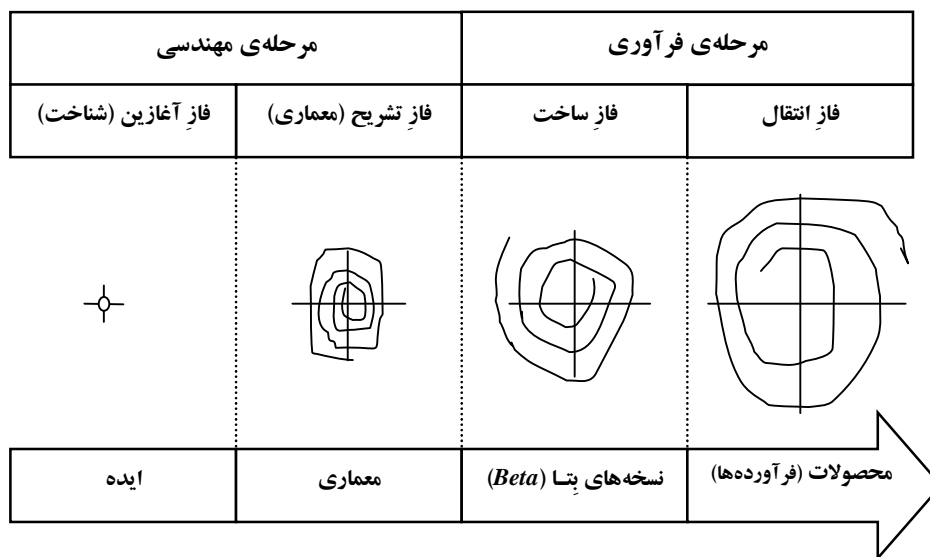 مرحله‌ی مهندسی
مرحله‌ی فرآوری
فازِ آغازین (شناخت)
فازِ تشریح (معماری)
فازِ ساخت
فازِ انتقال
ایده
معماری
نسخه‌های بِتـا (Beta)
محصولات (فرآورده‌ها)